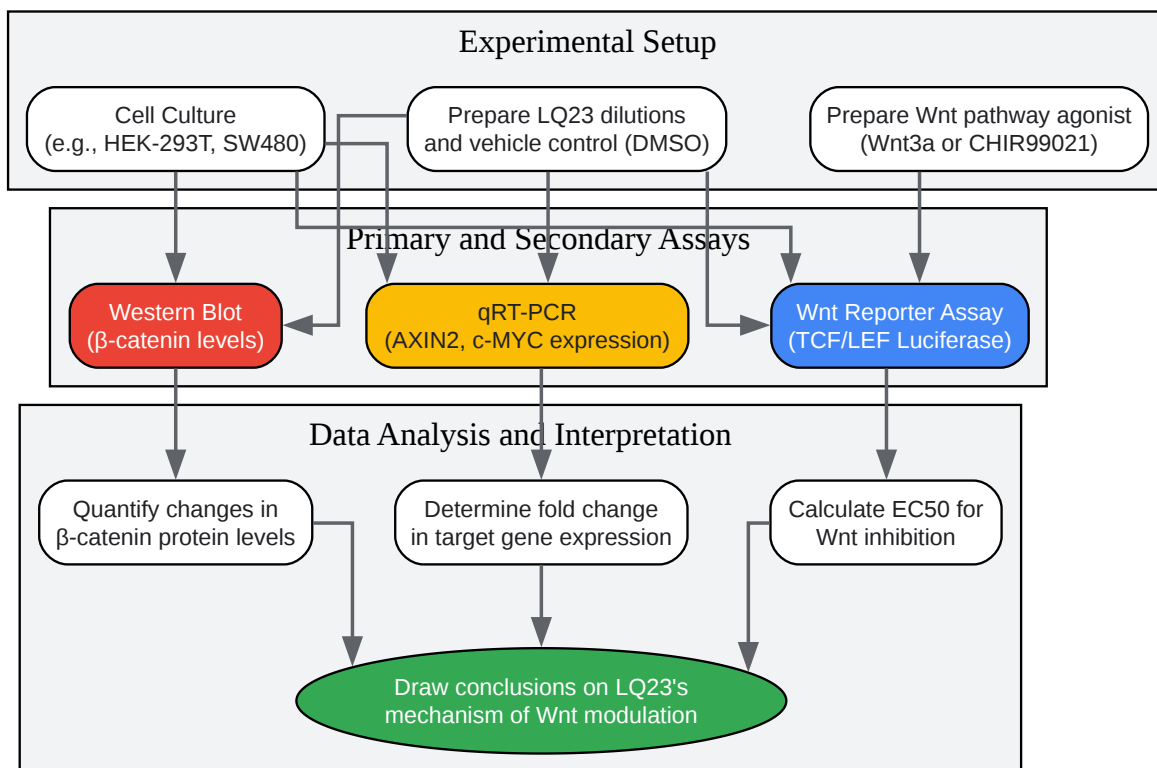 Experimental Setup
Cell Culture
(e.g., HEK-293T, SW480)
Prepare LQ23 dilutions
and vehicle control (DMSO)
Prepare Wnt pathway agonist
(Wnt3a or CHIR99021)
Primary and Secondary Assays
Western Blot
(β-catenin levels)
qRT-PCR
(AXIN2, c-MYC expression)
Wnt Reporter Assay
(TCF/LEF Luciferase)
Data Analysis and Interpretation
Quantify changes in
β-catenin protein levels
Determine fold change
in target gene expression
Calculate EC50 for
Wnt inhibition
Draw conclusions on LQ23's
mechanism of Wnt modulation